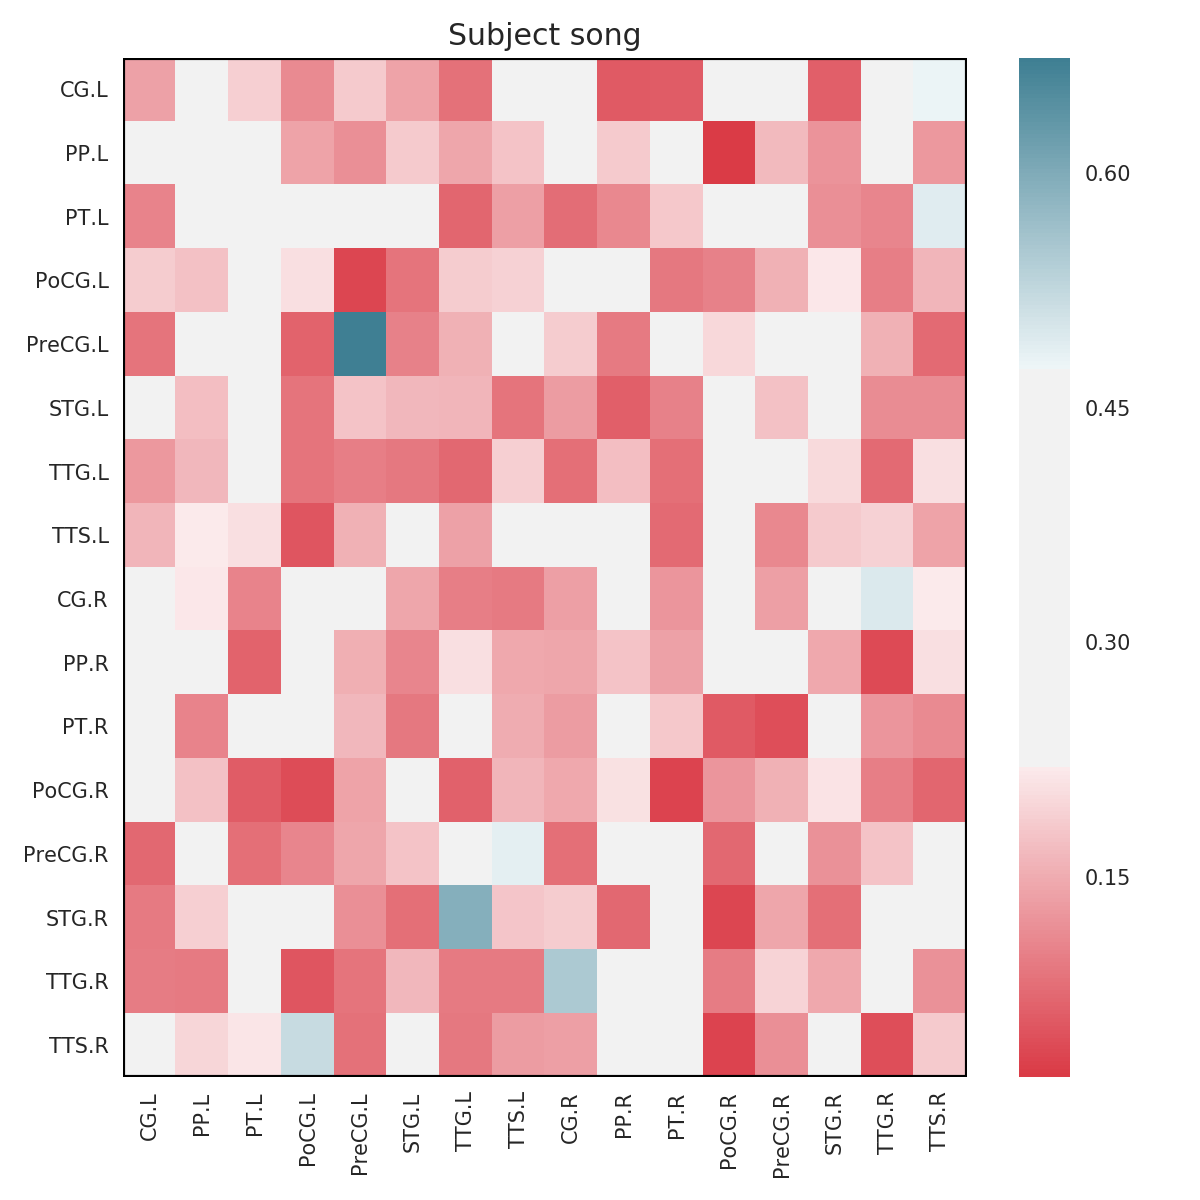 Subject song
CG.L
PP.L
PT.L
PoCG.L
PreCG.L
STG.L
TTG.L
TTS.L
CG.R
PP.R
PT.R
PoCG.R
PreCG.R
STG.R
TTG.R
TTS.R
CG.L
PP.L
PT.L
PoCG.L
PreCG.L
STG.L
TTG.L
TTS.L
CG.R
PP.R
PT.R
PoCG.R
PreCG.R
STG.R
TTG.R
TTS.R
0.60
0.45
0.30
0.15